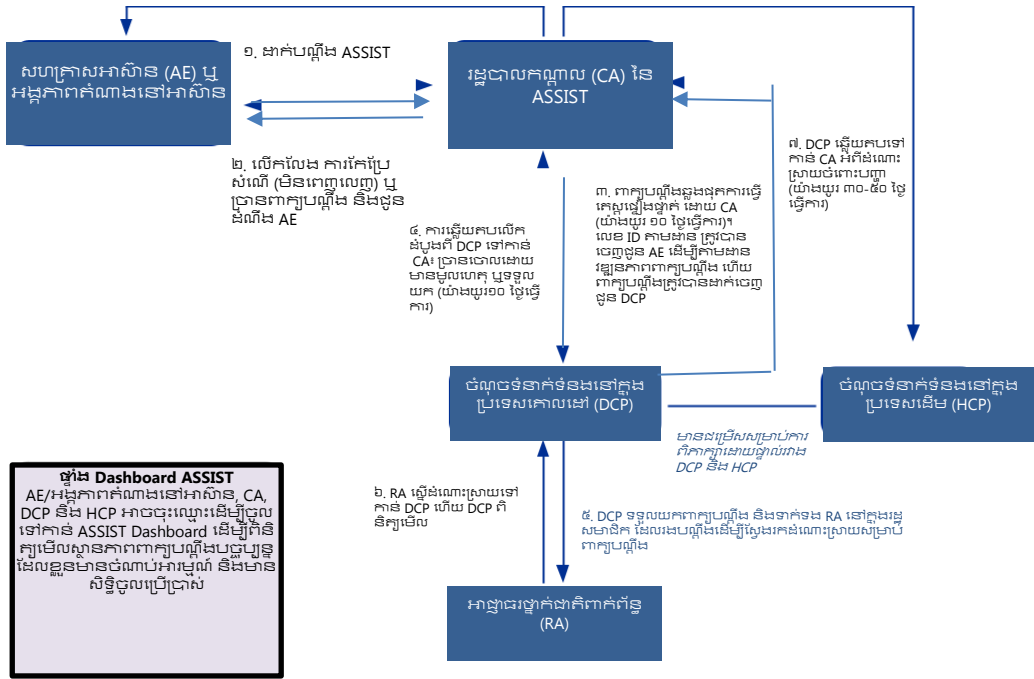 សហគ្រាសអាស៊ាន (AE) ឬ
អង្គភាពតំណាងនៅអាស៊ាន
១. ដាក់បណ្តឹង ASSIST
រដ្ឋបាលកណ្តាល (CA) នៃ
ASSIST
២. លើកលែង ការកែប្រែ
សំណើ (មិនពេញលេញ) ឬ
ច្រានពាក្យបណ្តឹង និងជូន
ដំណឹង AE
៧. DCP ឆ្លើយតបទៅ
កាន់ CA អំពីដំណោះ
ស្រាយចំពោះបញ្ហា
(យ៉ាងយូរ ៣០-៥០ ថ្ងៃ
ធ្វើការ)
៣. ពាក្យបណ្តឹងឆ្លងផុតការធ្វើ
តេស្តផ្ទៀងផ្ទាត់ ដោយ CA
(យ៉ាងយូរ ១០ ថ្ងៃធ្វើការ)។
លេខ ID តាមដាន ត្រូវបាន
ចេញជូន AE ដើម្បីតាមដាន
វឌ្ឍនភាពពាក្យបណ្តឹង ហើយ
ពាក្យបណ្តឹងត្រូវបានដាក់ចេញ
ជូន DCP
៤. ការឆ្លើយតបលើក
ដំបូងពី DCP ទៅកាន់
CA៖ ច្រានចោលដោយ
មានមូលហេតុ ឬទទួល
យក (យ៉ាងយូរ១០ ថ្ងៃធ្វើ
ការ)
ចំណុចទំនាក់ទំនងនៅក្នុង
ប្រទេសគោលដៅ (DCP)
ចំណុចទំនាក់ទំនងនៅក្នុង
ប្រទេសដើម (HCP)
មានជម្រើសសម្រាប់ការ
ពិភាក្សាដោយផ្ទាល់រវាង
DCP និង HCP
ផ្ទាំង Dashboard ASSIST
AE/អង្គភាពតំណាងនៅអាស៊ាន, CA,
DCP និង HCP អាចចុះឈ្មោះដើម្បីចូល
ទៅកាន់ ASSIST Dashboard ដើម្បីពិនិ
ត្យមើលស្ថានភាពពាក្យបណ្តឹងបច្ចុប្បន្ន
ដែលខ្លួនមានចំណាប់អារម្មណ៍ និងមាន
សិទ្ធិចូលប្រើប្រាស់
៦. RA ស្នើដំណោះស្រាយទៅ
កាន់ DCP ហើយ DCP ពិ
និត្យមើល
៥. DCP ទទួលយកពាក្យបណ្តឹង និងទាក់ទង RA នៅក្នុងរដ្ឋ
សមាជិក ដែលរងបណ្តឹងដើម្បីស្វែងរកដំណោះស្រាយសម្រាប់
ពាក្យបណ្តឹង
អាជ្ញាធរថ្នាក់ជាតិពាក់ព័ន្ធ
(RA)